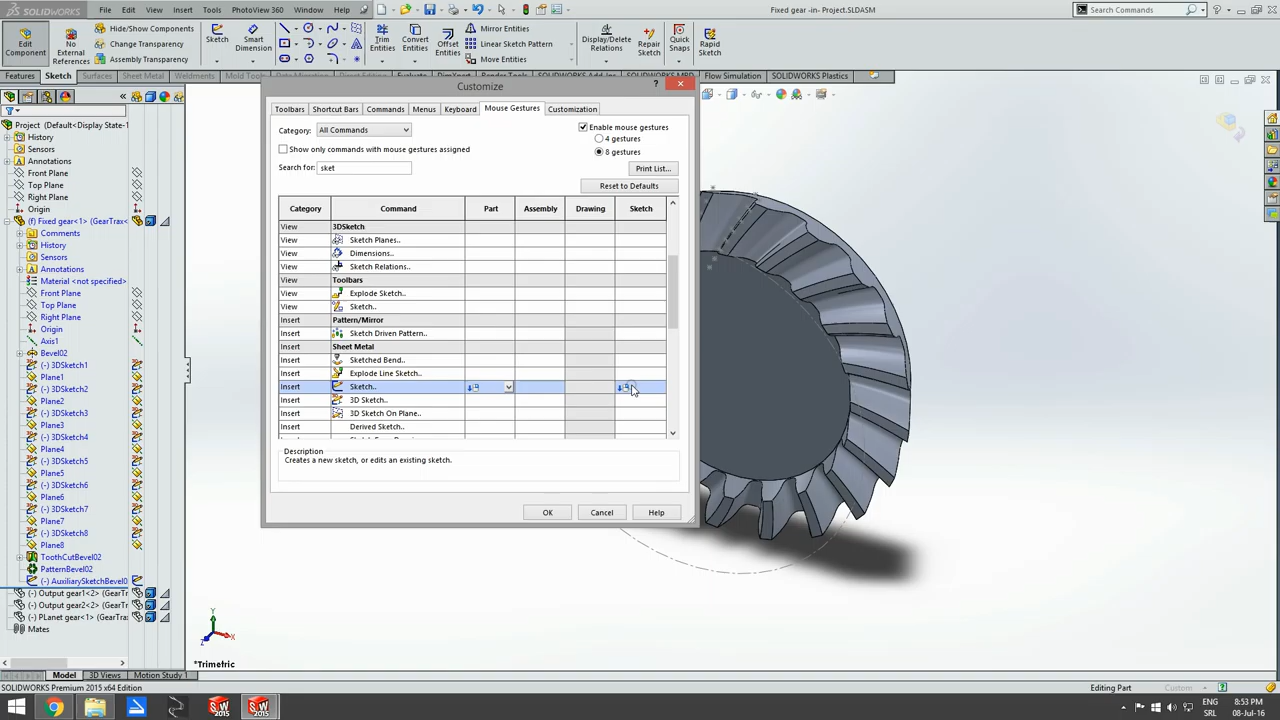 File Edit View Insert Tools PhotoView 360 Window Help
Fixed gear -in- Project.SLDASM
Search Commands
Edit Component
No External References
Hide/Show Components
Change Transparency
Assembly Transparency
Sketch
Smart Dimension
Trim Entities
Convert Entities
Offset Entities
Mirror Entities
Linear Sketch Pattern
Move Entities
Display/Delete Relations
Repair Sketch
Quick Snaps
Rapid Sketch
Features Sketch Surfaces Sheet Metal Weldments Flow Simulation SOLIDWORKS Plastics
Customize
Toolbars Shortcut Bars Commands Menus Keyboard Mouse Gestures Customization
Category: All Commands
Enable mouse gestures
4 gestures
8 gestures
Show only commands with mouse gestures assigned
Search for: sket
Print List...
Reset to Defaults
Category Command Part Assembly Drawing Sketch
View 3DSketch
View Sketch Planes..
View Dimensions..
View Sketch Relations..
View Toolbars
View Explode Sketch..
View Sketch..
Insert Pattern/Mirror
Insert Sketch Driven Pattern..
Insert Sheet Metal
Insert Sketched Bend..
Insert Explode Line Sketch..
Insert Sketch..
Insert 3D Sketch..
Insert 3D Sketch On Plane..
Insert Derived Sketch..
Description
Creates a new sketch, or edits an existing sketch.
OK Cancel Help
Project (Default<Display State-1
History
Sensors
Annotations
Front Plane
Top Plane
Right Plane
Origin
(f) Fixed gear<1> (GearTrax
Comments
History
Sensors
Annotations
Material <not specified>
Front Plane
Top Plane
Right Plane
Origin
Axis1
Bevel02
(-) 3DSketch1
Plane1
(-) 3DSketch2
Plane2
(-) 3DSketch3
Plane3
(-) 3DSketch4
Plane4
(-) 3DSketch5
Plane5
(-) 3DSketch6
Plane6
(-) 3DSketch7
Plane7
(-) 3DSketch8
Plane8
ToothCutBevel02
PatternBevel02
(-) AuxiliarySketchBevel0
(-) Output gear1<2> (GearTr
(-) Output gear2<2> (GearTr
(-) PLanet gear<1> (GearTra
Mates
Y
X
Z
*Trimetric
Model 3D Views Motion Study 1
SOLIDWORKS Premium 2015 x64 Edition
Editing Part
Custom
2015
2015
ENG
SRL
8:53 PM
08-Jul-16